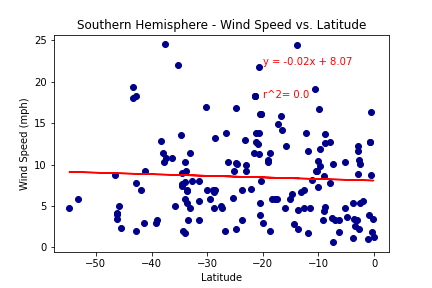 Southern Hemisphere - Wind Speed vs. Latitude
25
y = -0.02x + 8.07
20
r^2= 0.0
15
10
5
0
Wind Speed (mph)
−50
−40
−30
−20
−10
0
Latitude